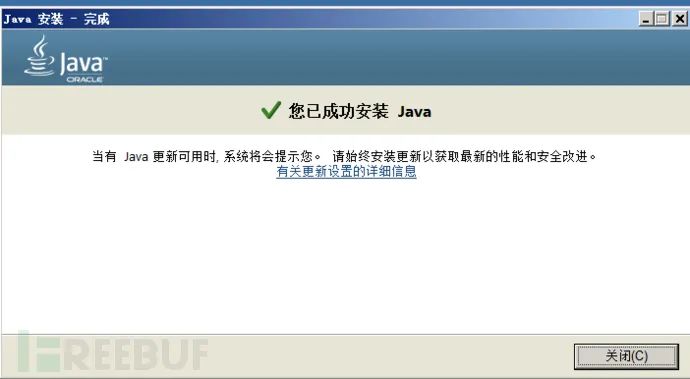 Java 安装 - 完成
Java™
ORACLE
您已成功安装 Java
当有 Java 更新可用时, 系统将会提示您。 请始终安装更新以获取最新的性能和安全改进。
有关更新设置的详细信息
FREEBUF
关闭(C)